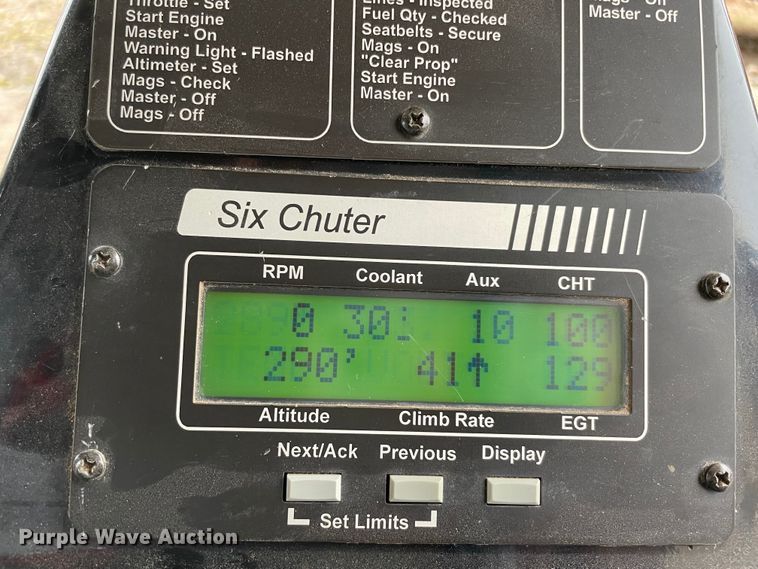 Throttle - Set
Start Engine
Master - On
Warning Light - Flashed
Altimeter - Set
Mags - Check
Master - Off
Mags - Off
Lines - Inspected
Fuel Qty - Checked
Seatbelts - Secure
Mags - On
"Clear Prop"
Start Engine
Master - On
Mags - Off
Master - Off
Six Chuter
RPM Coolant Aux CHT
0 30: 10 100
290' 41↑ 129
Altitude Climb Rate EGT
Next/Ack Previous Display
Set Limits
Purple Wave Auction